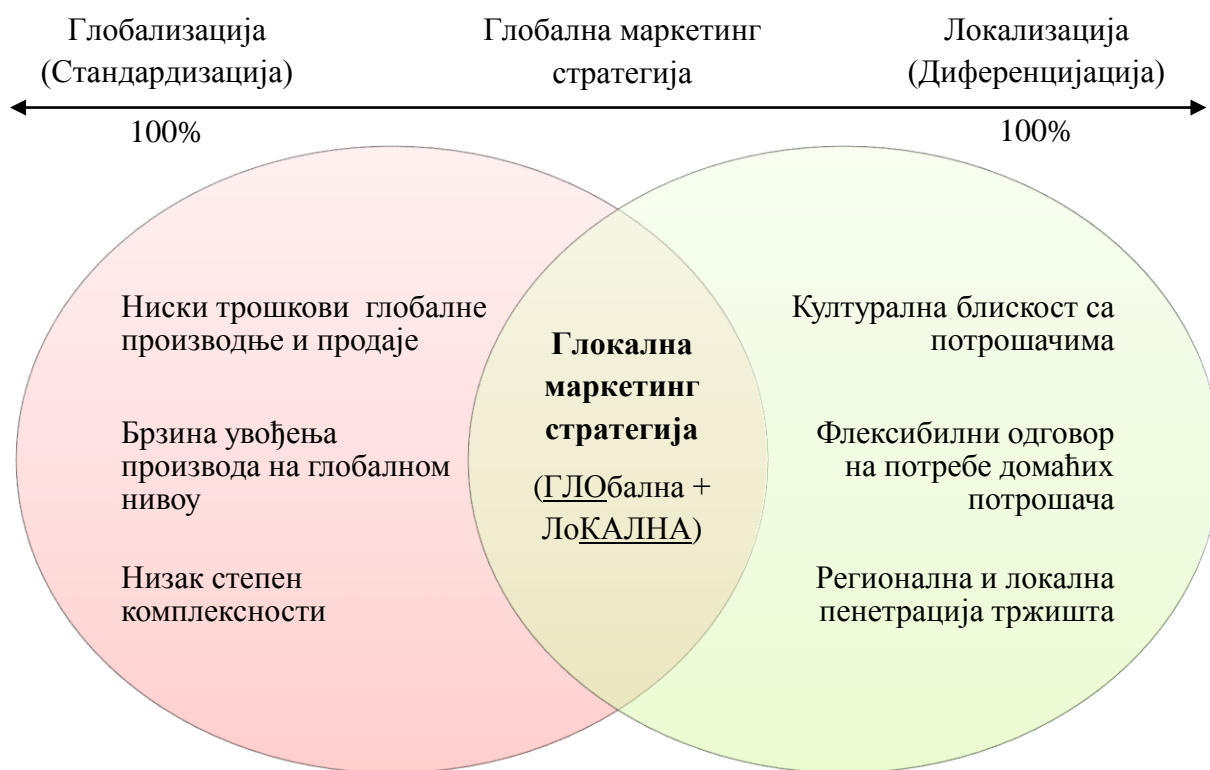 Глобализација
(Стандардизација)
Глобална маркетинг
стратегија
Локализација
(Диференцијација)
100%
100%
Ниски трошкови  глобалне
производње и продаје
Брзина увођења
производа на глобалном
нивоу
Низак степен
комплексности
Глокална
маркетинг
стратегија
(ГЛОбална +
ЛоКАЛНА)
Културална блискост са
потрошачима
Флексибилни одговор
на потребе домаћих
потрошача
Регионална и локална
пенетрација тржишта